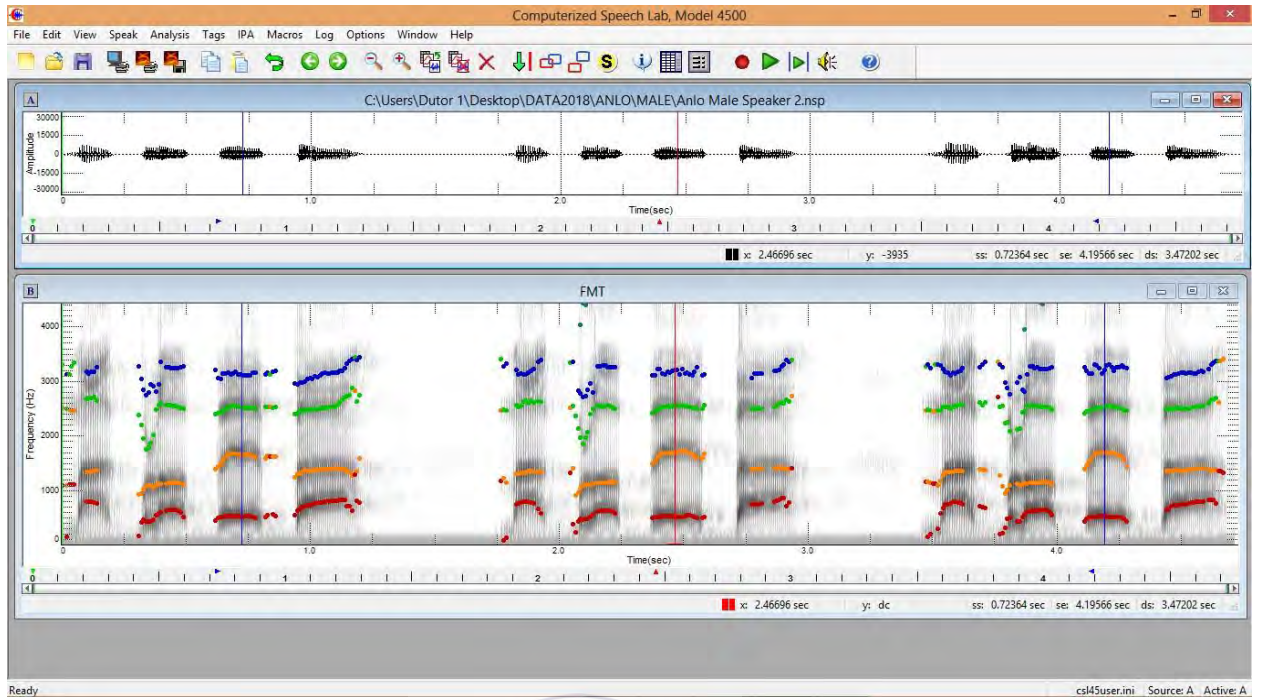 Computerized Speech Lab, Model 4500
File Edit View Speak Analysis Tags IPA Macros Log Options Window Help
A C:\Users\Dutor 1\Desktop\DATA2018\ANLO\MALE\Anlo Male Speaker 2.nsp
30000
15000
0
-15000
-30000
Amplitude
0 1.0 2.0 3.0 4.0
Time(sec)
0 1 2 3 4
x: 2.46696 sec y: -3935 ss: 0.72364 sec se: 4.19566 sec ds: 3.47202 sec
B FMT
4000
3000
2000
1000
0
Frequency (Hz)
0 1.0 2.0 3.0 4.0
Time(sec)
0 1 2 3 4
x: 2.46696 sec y: dc ss: 0.72364 sec se: 4.19566 sec ds: 3.47202 sec
Ready csl45user.ini Source: A Active: A